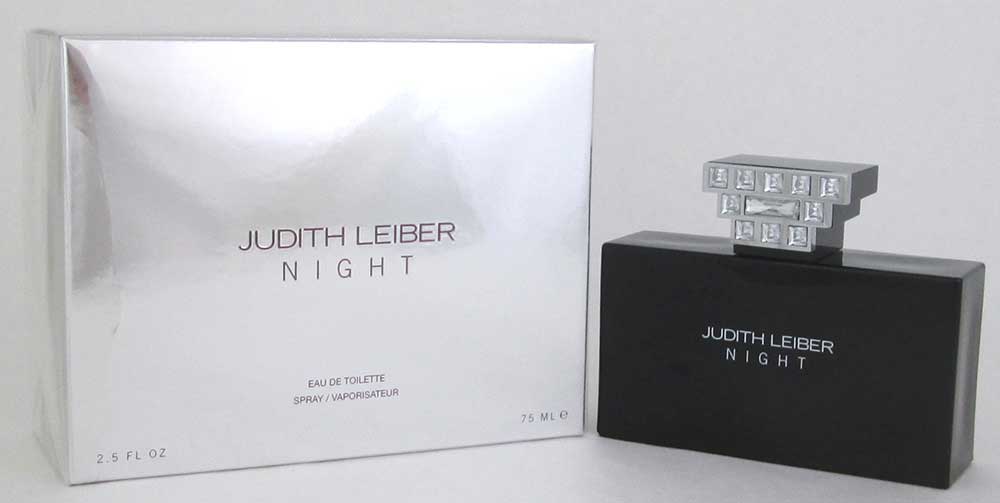 JUDITH LEIBER
NIGHT
EAU DE TOILETTE
SPRAY / VAPORISATEUR
75 ML ℮
2.5 FL OZ
JUDITH LEIBER
NIGHT